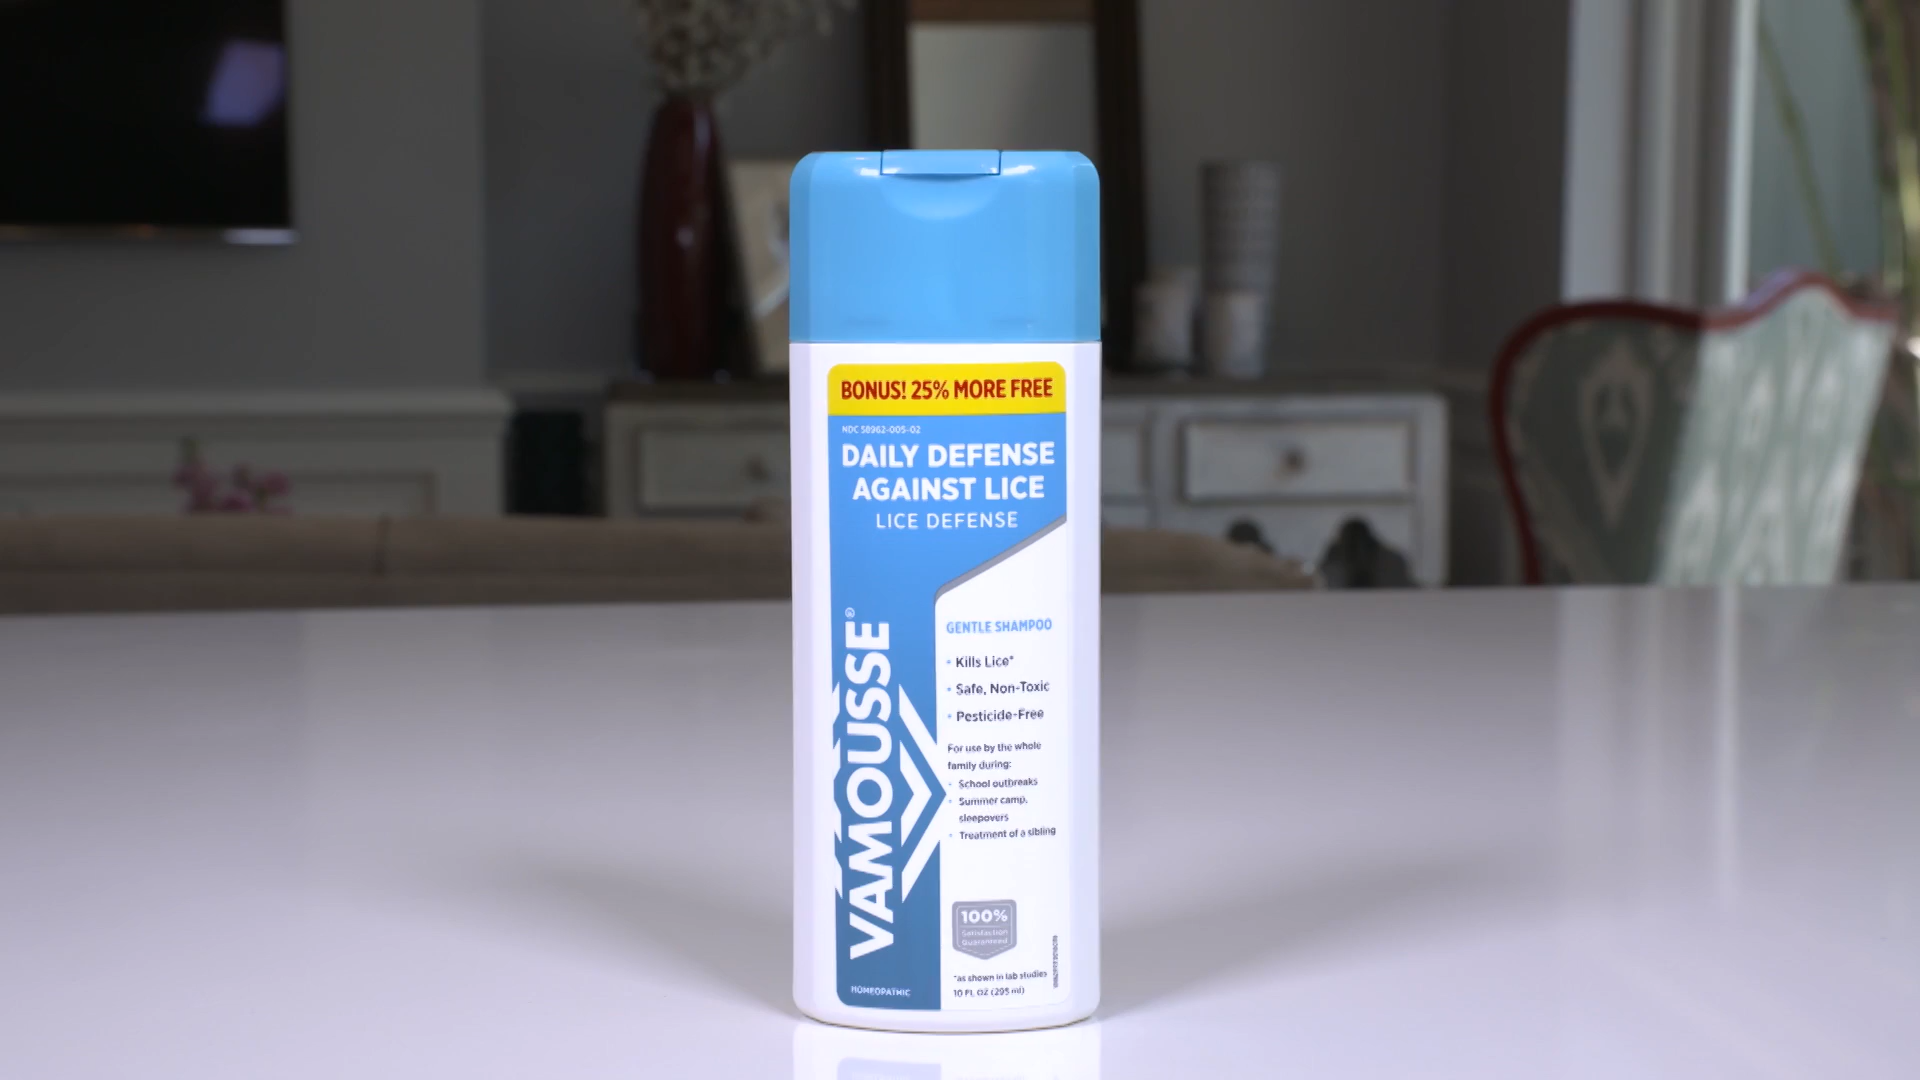 BONUS! 25% MORE FREE
NDC 58962-005-02
DAILY DEFENSE
AGAINST LICE
LICE DEFENSE
VAMOUSSE®
GENTLE SHAMPOO
• Kills Lice*
• Safe, Non-Toxic
• Pesticide-Free
For use by the whole
family during:
• School outbreaks
• Summer camp,
sleepovers
• Treatment of a sibling
100%
Satisfaction
Guaranteed
*as shown in lab studies
10 FL OZ (295 ml)
HOMEOPATHIC